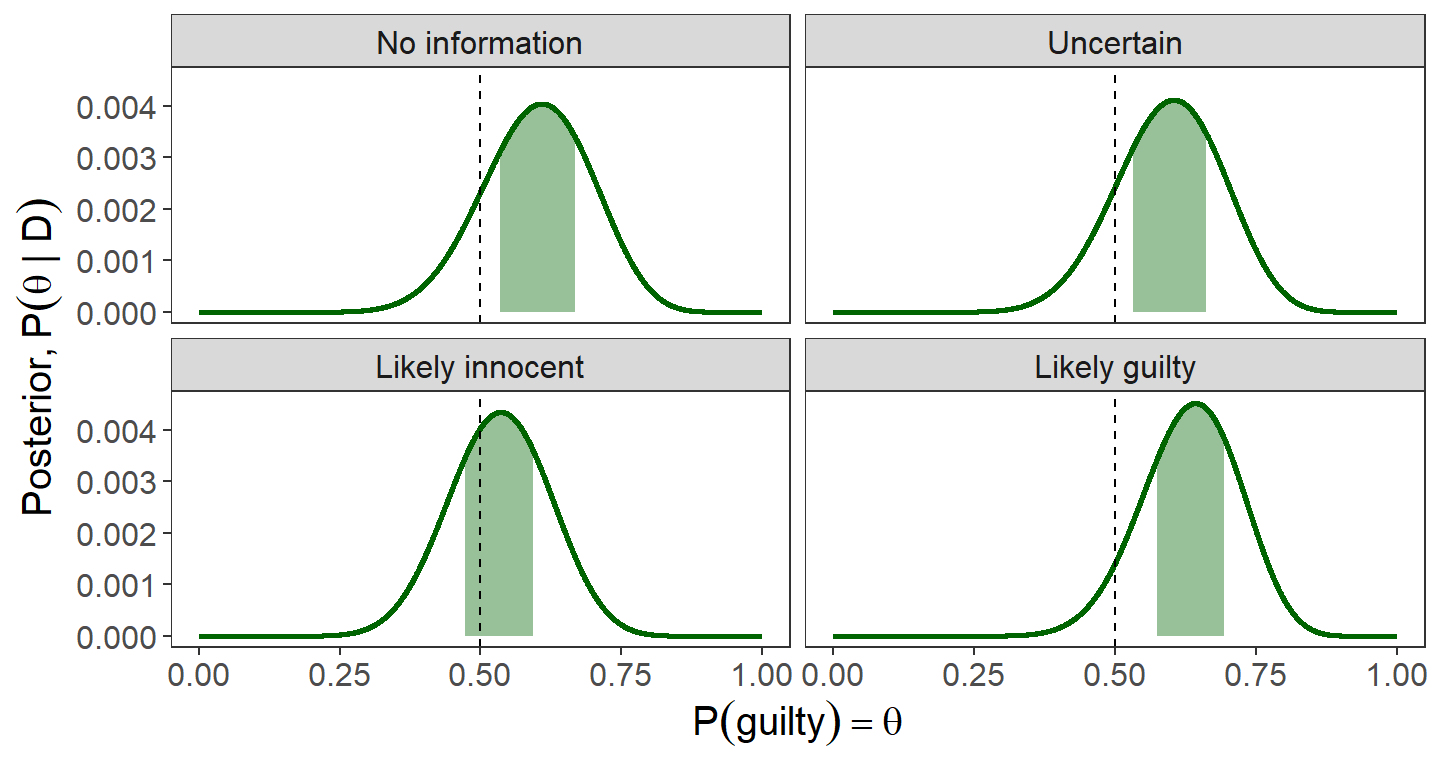 No information
Uncertain
0.004
0.003
0.002
0.001
0.000
Likely innocent
Likely guilty
0.004
0.003
0.002
0.001
0.000
Posterior, P(θ | D)
0.00 0.25 0.50 0.75 1.00
0.00 0.25 0.50 0.75 1.00
P(guilty) = θ